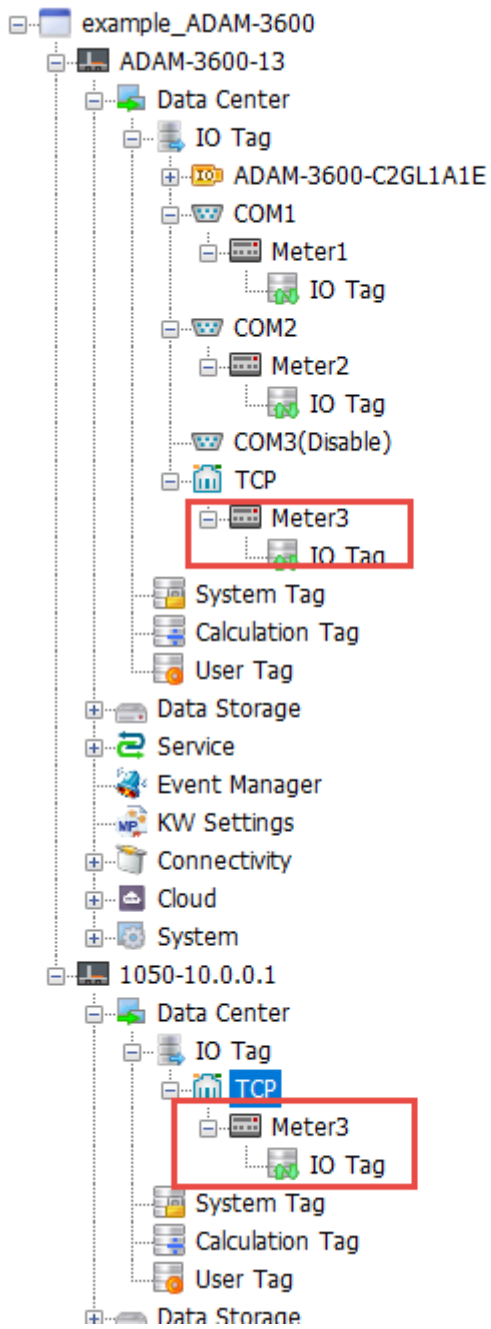 example_ADAM-3600
ADAM-3600-13
Data Center
IO Tag
ADAM-3600-C2GL1A1E
COM1
Meter1
IO Tag
COM2
Meter2
IO Tag
COM3(Disable)
TCP
Meter3
IO Tag
System Tag
Calculation Tag
User Tag
Data Storage
Service
Event Manager
KW Settings
Connectivity
Cloud
System
1050-10.0.0.1
Data Center
IO Tag
TCP
Meter3
IO Tag
System Tag
Calculation Tag
User Tag
Data Storage